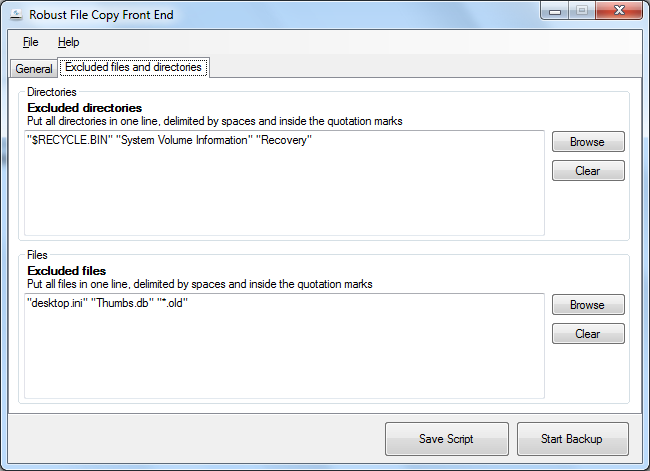 Robust File Copy Front End
File Help
General Excluded files and directories
Directories
Excluded directories
Put all directories in one line, delimited by spaces and inside the quotation marks
"$RECYCLE.BIN" "System Volume Information" "Recovery"
Browse
Clear
Files
Excluded files
Put all files in one line, delimited by spaces and inside the quotation marks
"desktop.ini" "Thumbs.db" "*.old"
Browse
Clear
Save Script Start Backup